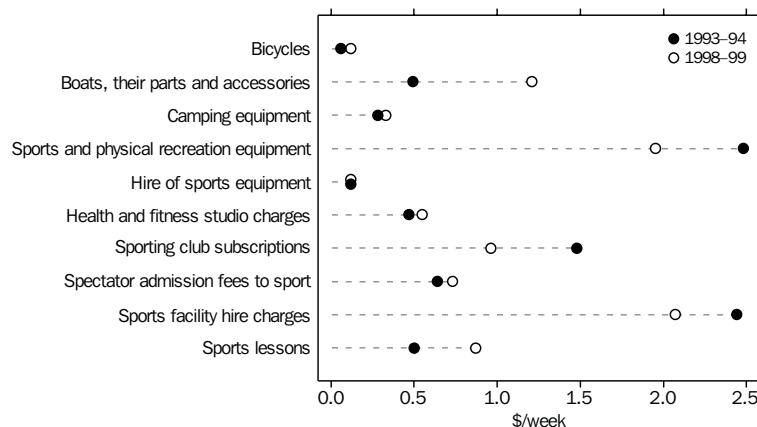 1993–94
1998–99
Bicycles
Boats, their parts and accessories
Camping equipment
Sports and physical recreation equipment
Hire of sports equipment
Health and fitness studio charges
Sporting club subscriptions
Spectator admission fees to sport
Sports facility hire charges
Sports lessons
0.0 0.5 1.0 1.5 2.0 2.5
$/week